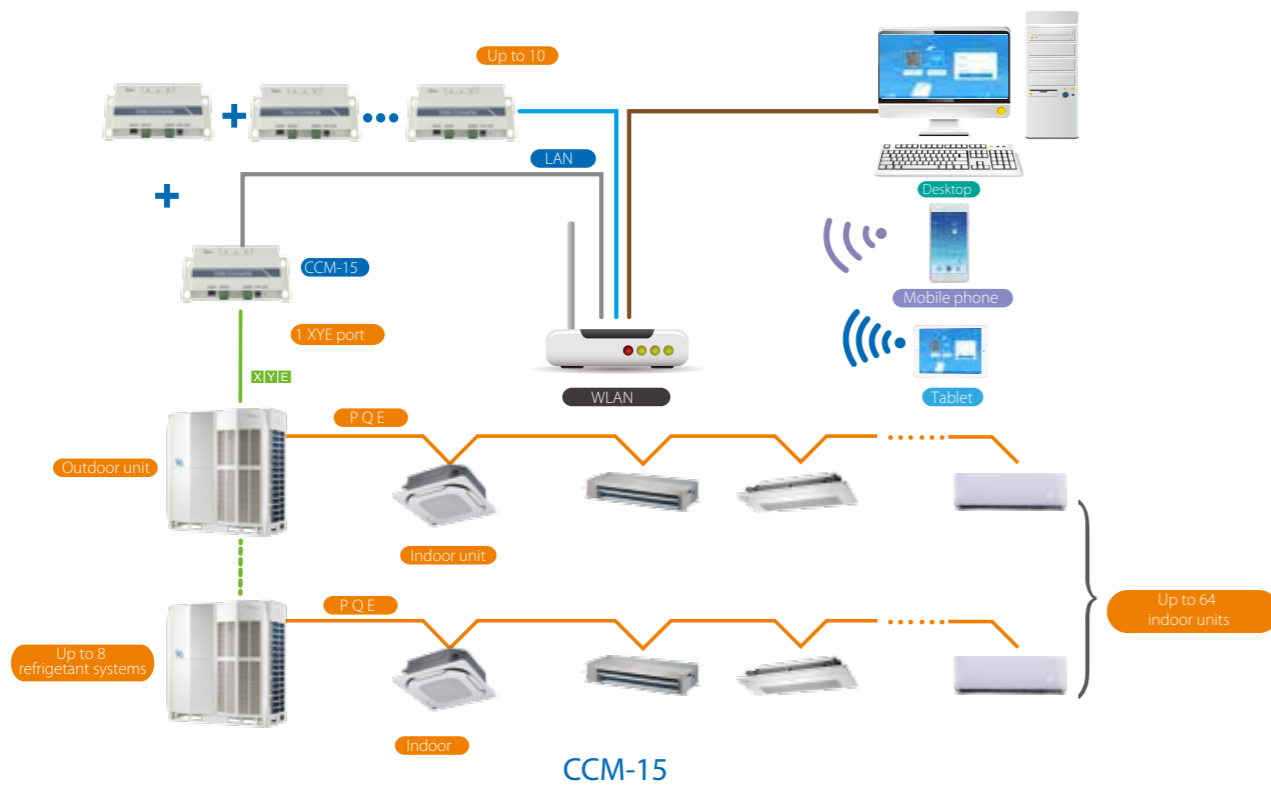 Up to 10
LAN
Desktop
CCM-15
Mobile phone
1 XYE port
X Y E
WLAN
Tablet
P Q E
Outdoor unit
Indoor unit
P Q E
Up to 64
indoor units
Up to 8
refrigetant systems
Indoor
CCM-15